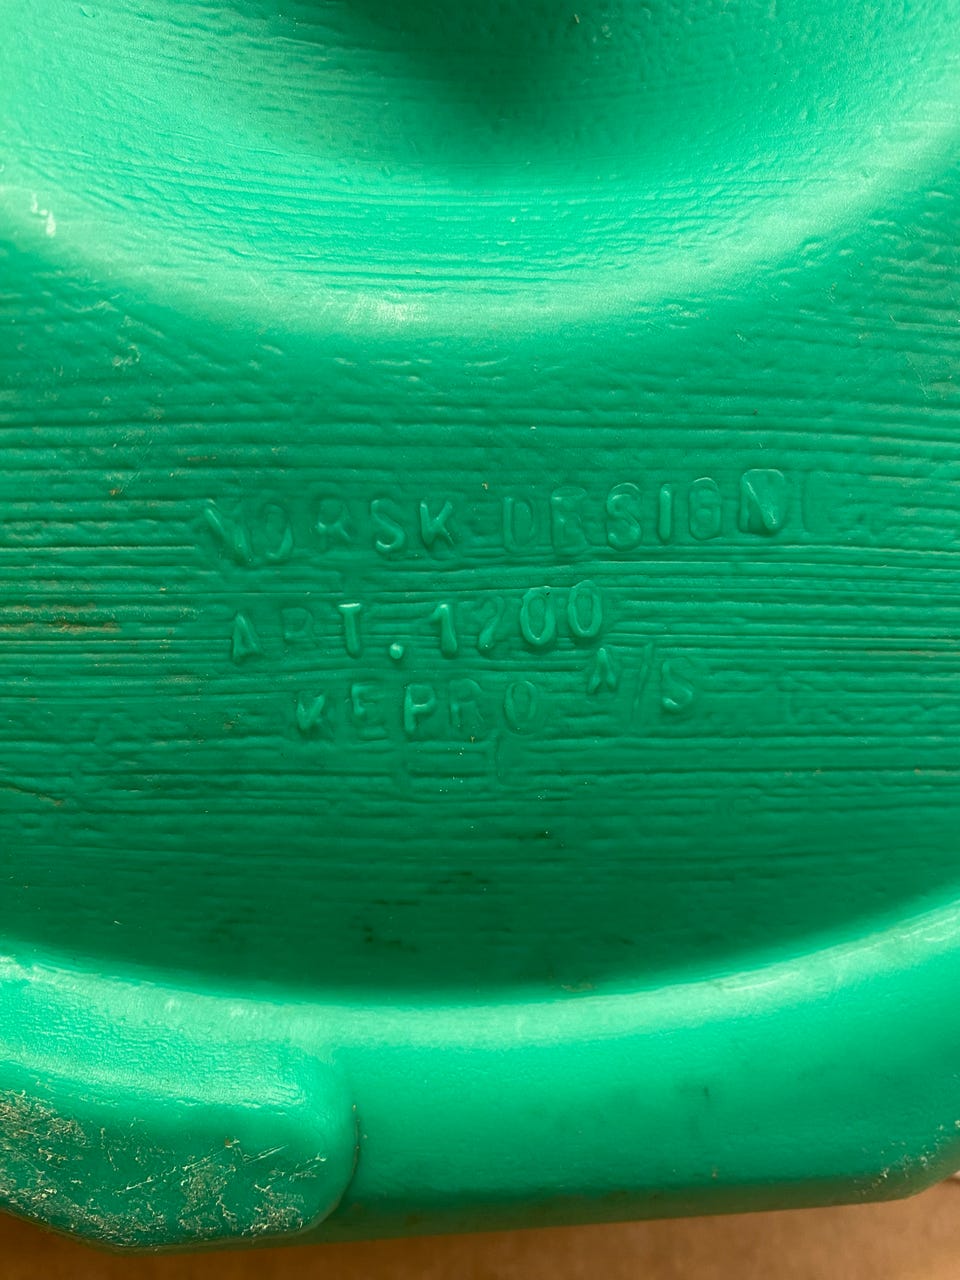 NORSK DESIGN
ART. 1200
KEPRO A/S